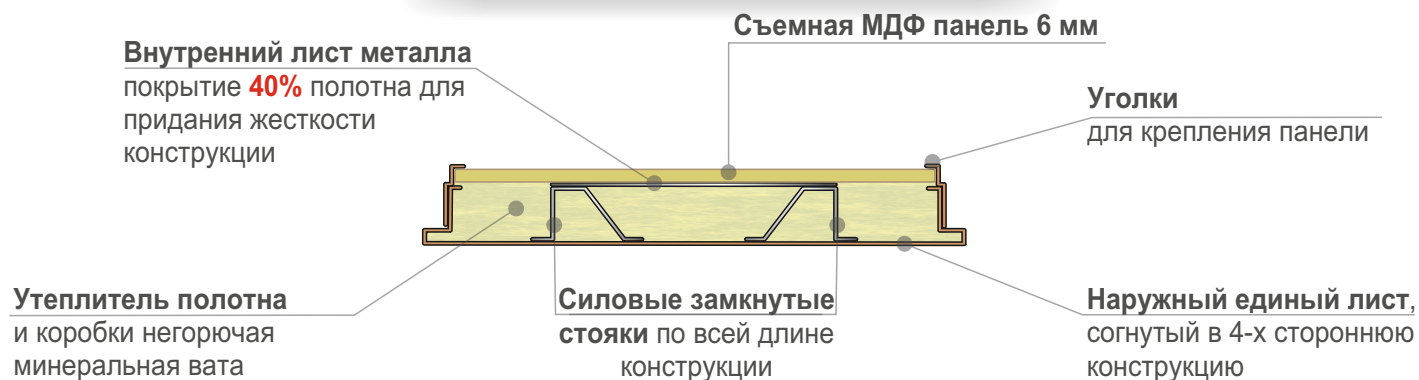 Съемная МДФ панель 6 мм
Внутренний лист металла
покрытие 40% полотна для
придания жесткости
конструкции
Уголки
для крепления панели
Утеплитель полотна
и коробки негорючая
минеральная вата
Силовые замкнутые
стояки по всей длине
конструкции
Наружный единый лист,
согнутый в 4-х стороннюю
конструкцию